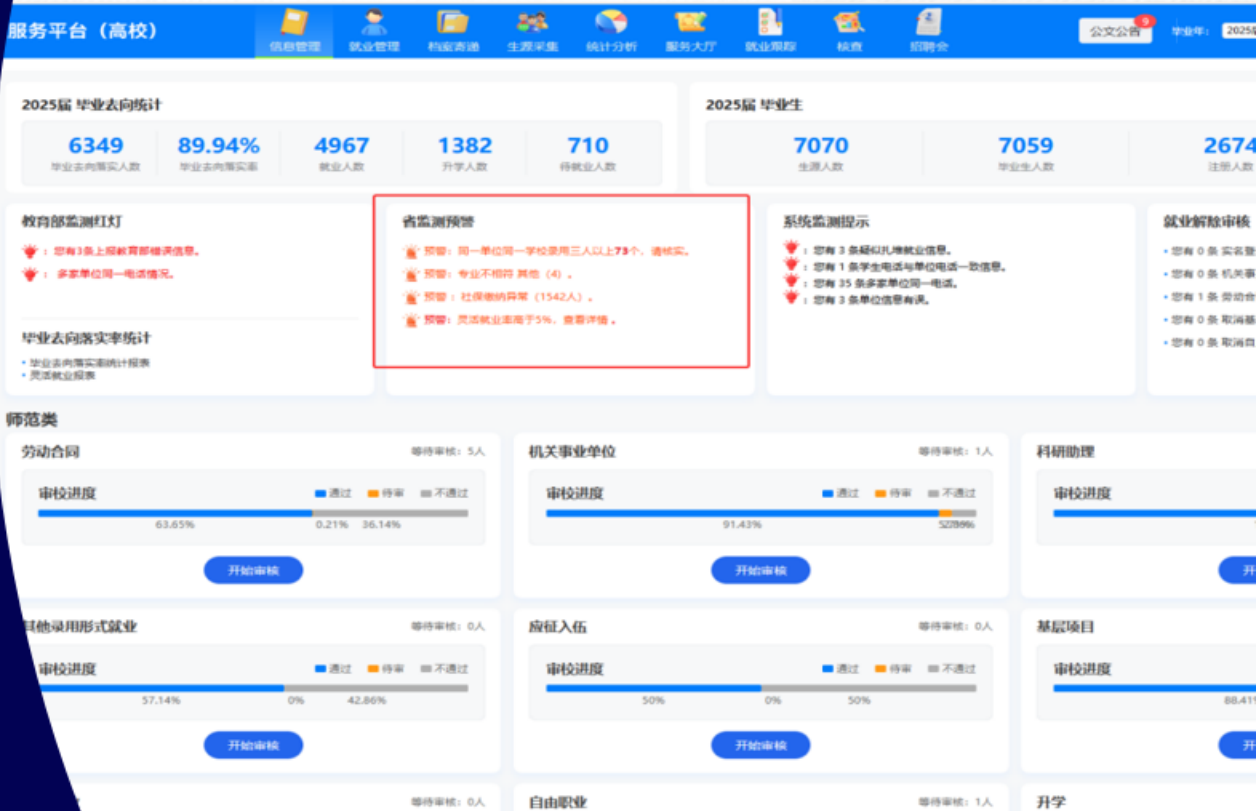 服务平台（高校）
信息管理 就业管理 档案寄递 生源采集 统计分析 服务大厅 就业跟踪 核查 招聘会
公文公告 9 毕业年： 2025届
2025届 毕业去向统计
6349 89.94% 4967 1382 710
毕业去向落实人数 毕业去向落实率 就业人数 升学人数 待就业人数
2025届 毕业生
7070 7059 2674
生源人数 毕业生人数 注册人数
教育部监测红灯
：您有3条上报教育部错误信息。
： 多家单位同一电话情况。
毕业去向落实率统计
• 毕业去向落实率统计报表
• 灵活就业报表
省监测预警
预警：同一单位同一学校录用三人以上73个，请核实。
预警：专业不相符 其他（4）。
预警：社保缴纳异常（1542人）。
预警：灵活就业率高于5%，查看详情。
系统监测提示
：您有 3 条疑似扎堆就业信息。
：您有 1 条学生电话与单位电话一致信息。
：您有 35 条多家单位同一电话。
：您有 3 条单位信息有误。
就业解除审核
• 您有 0 条 实名登
• 您有 0 条 机关事
• 您有 1 条 劳动合
• 您有 0 条 取消基
• 您有 0 条 取消自
师范类
劳动合同 等待审核：5人
审校进度 通过 待审 不通过
63.65% 0.21% 36.14%
开始审核
机关事业单位 等待审核：1人
审校进度 通过 待审 不通过
91.43%
开始审核
科研助理
审校进度
开
其他录用形式就业 等待审核：0人
审校进度 通过 待审 不通过
57.14% 0% 42.86%
开始审核
应征入伍 等待审核：0人
审校进度 通过 待审 不通过
50% 0% 50%
开始审核
基层项目
审校进度
88.41%
开
等待审核：0人
自由职业 等待审核：1人
升学